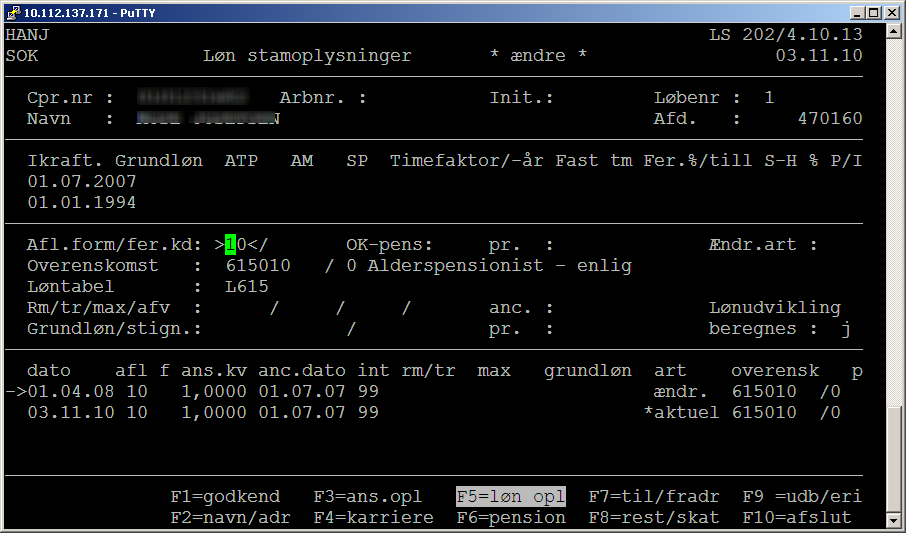 10.112.137.171 - PuTTY
HANJ LS 202/4.10.13
SOK Løn stamoplysninger * ændre * 03.11.10
Cpr.nr : Arbnr. : Init.: Løbenr : 1
Navn : Afd. : 470160
Ikraft. Grundløn ATP AM SP Timefaktor/-år Fast tm Fer.%/till S-H % P/I
01.07.2007
01.01.1994
Afl.form/fer.kd: >10</ OK-pens: pr. : Ændr.art :
Overenskomst : 615010 / 0 Alderspensionist - enlig
Løntabel : L615
Rm/tr/max/afv : / / / anc. : Lønudvikling
Grundløn/stign.: / pr. : beregnes : j
dato afl f ans.kv anc.dato int rm/tr max grundløn art overensk p
->01.04.08 10 1,0000 01.07.07 99 ændr. 615010 /0
03.11.10 10 1,0000 01.07.07 99 *aktuel 615010 /0
F1=godkend F3=ans.opl F5=løn opl F7=til/fradr F9 =udb/eri
F2=navn/adr F4=karriere F6=pension F8=rest/skat F10=afslut